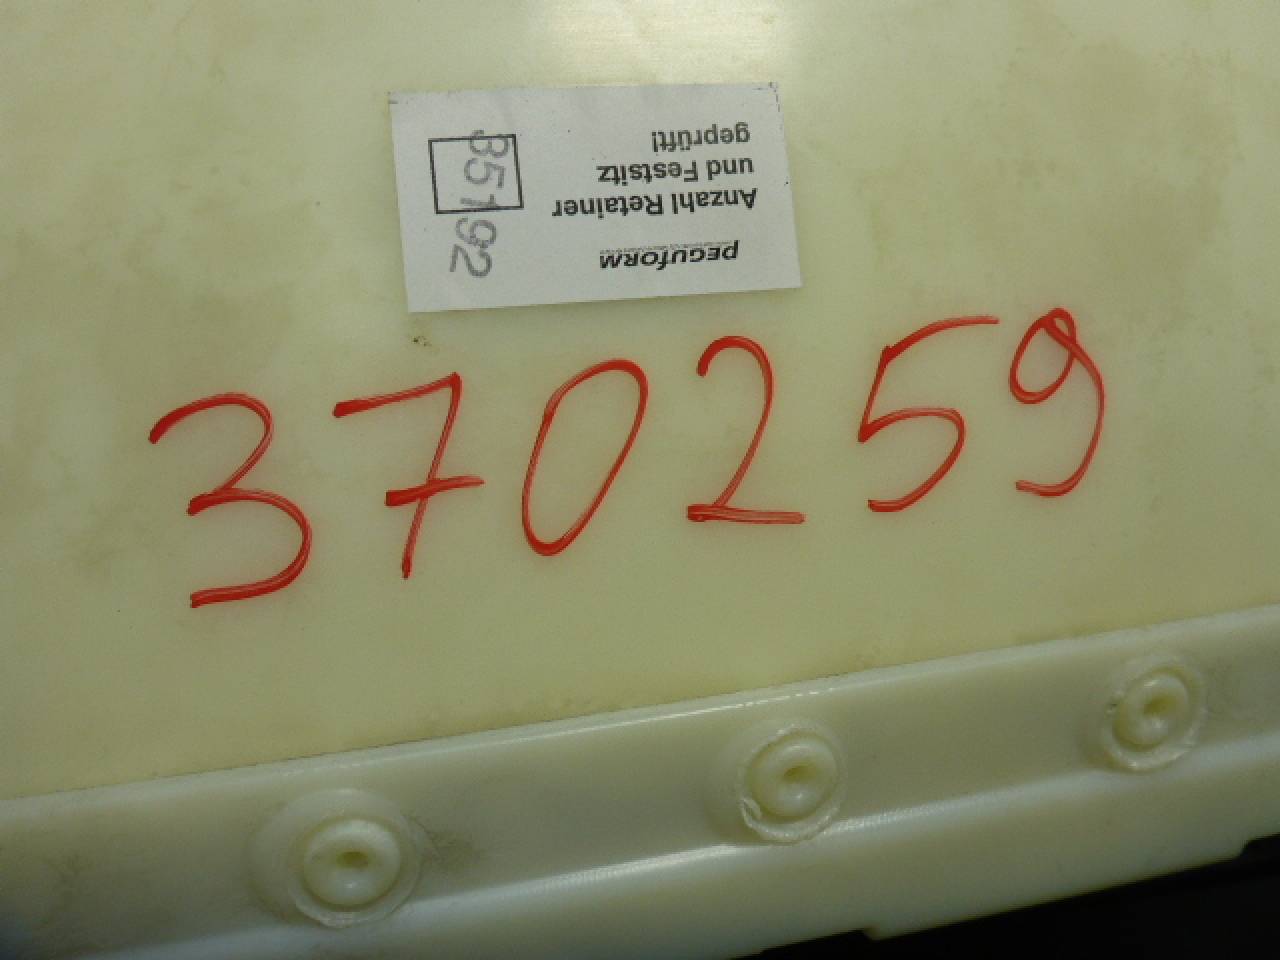 PEGUFORM
Anzahl Retainer
und Festsitz
geprüft!
85192
370259